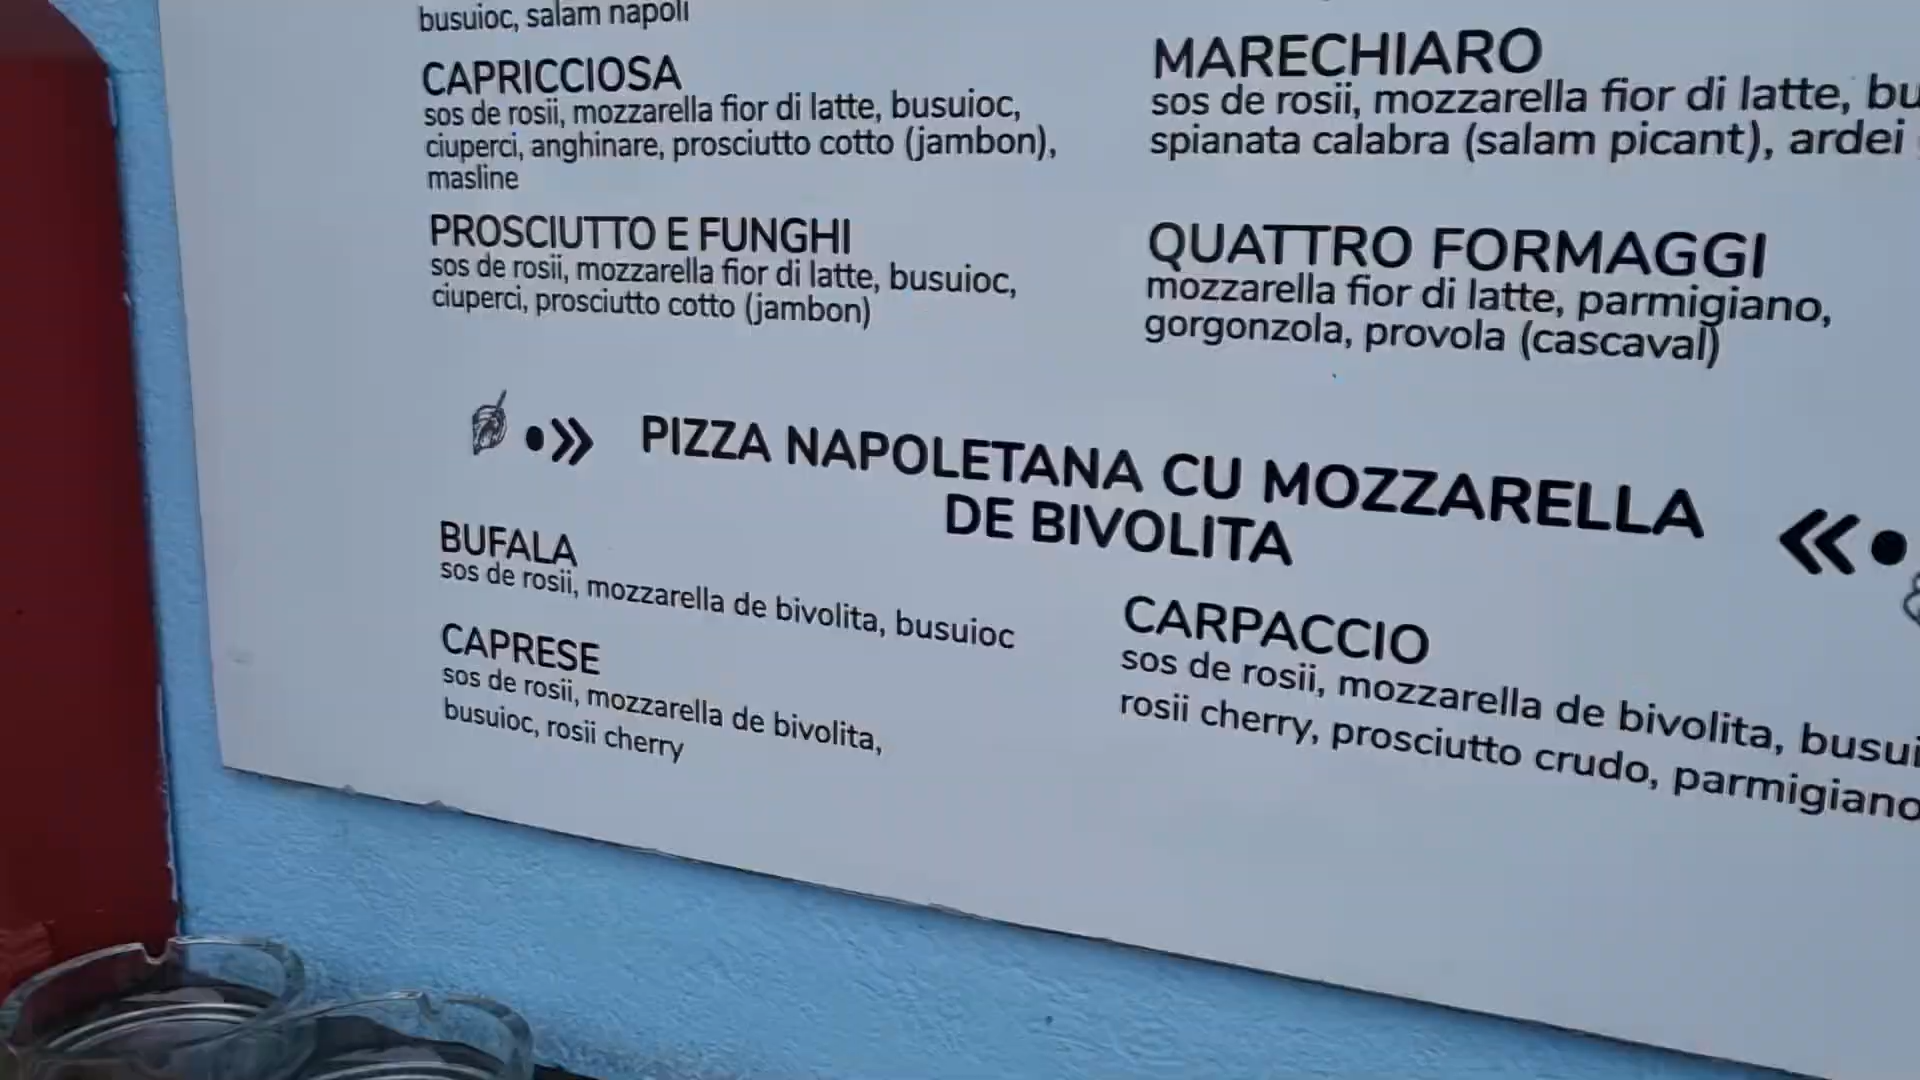 busuioc, salam napoli
CAPRICCIOSA
sos de rosii, mozzarella fior di latte, busuioc,
ciuperci, anghinare, prosciutto cotto (jambon),
masline
PROSCIUTTO E FUNGHI
sos de rosii, mozzarella fior di latte, busuioc,
ciuperci, prosciutto cotto (jambon)
MARECHIARO
sos de rosii, mozzarella fior di latte,
spianata calabra (salam picant), ardei
QUATTRO FORMAGGI
mozzarella fior di latte, parmigiano,
gorgonzola, provola (cascaval)
PIZZA NAPOLETANA CU MOZZARELLA
DE BIVOLITA
BUFALA
sos de rosii, mozzarella de bivolita, busuioc
CAPRESE
sos de rosii, mozzarella de bivolita,
busuioc, rosii cherry
CARPACCIO
sos de rosii, mozzarella de bivolita,
rosii cherry, prosciutto crudo, parmigiano